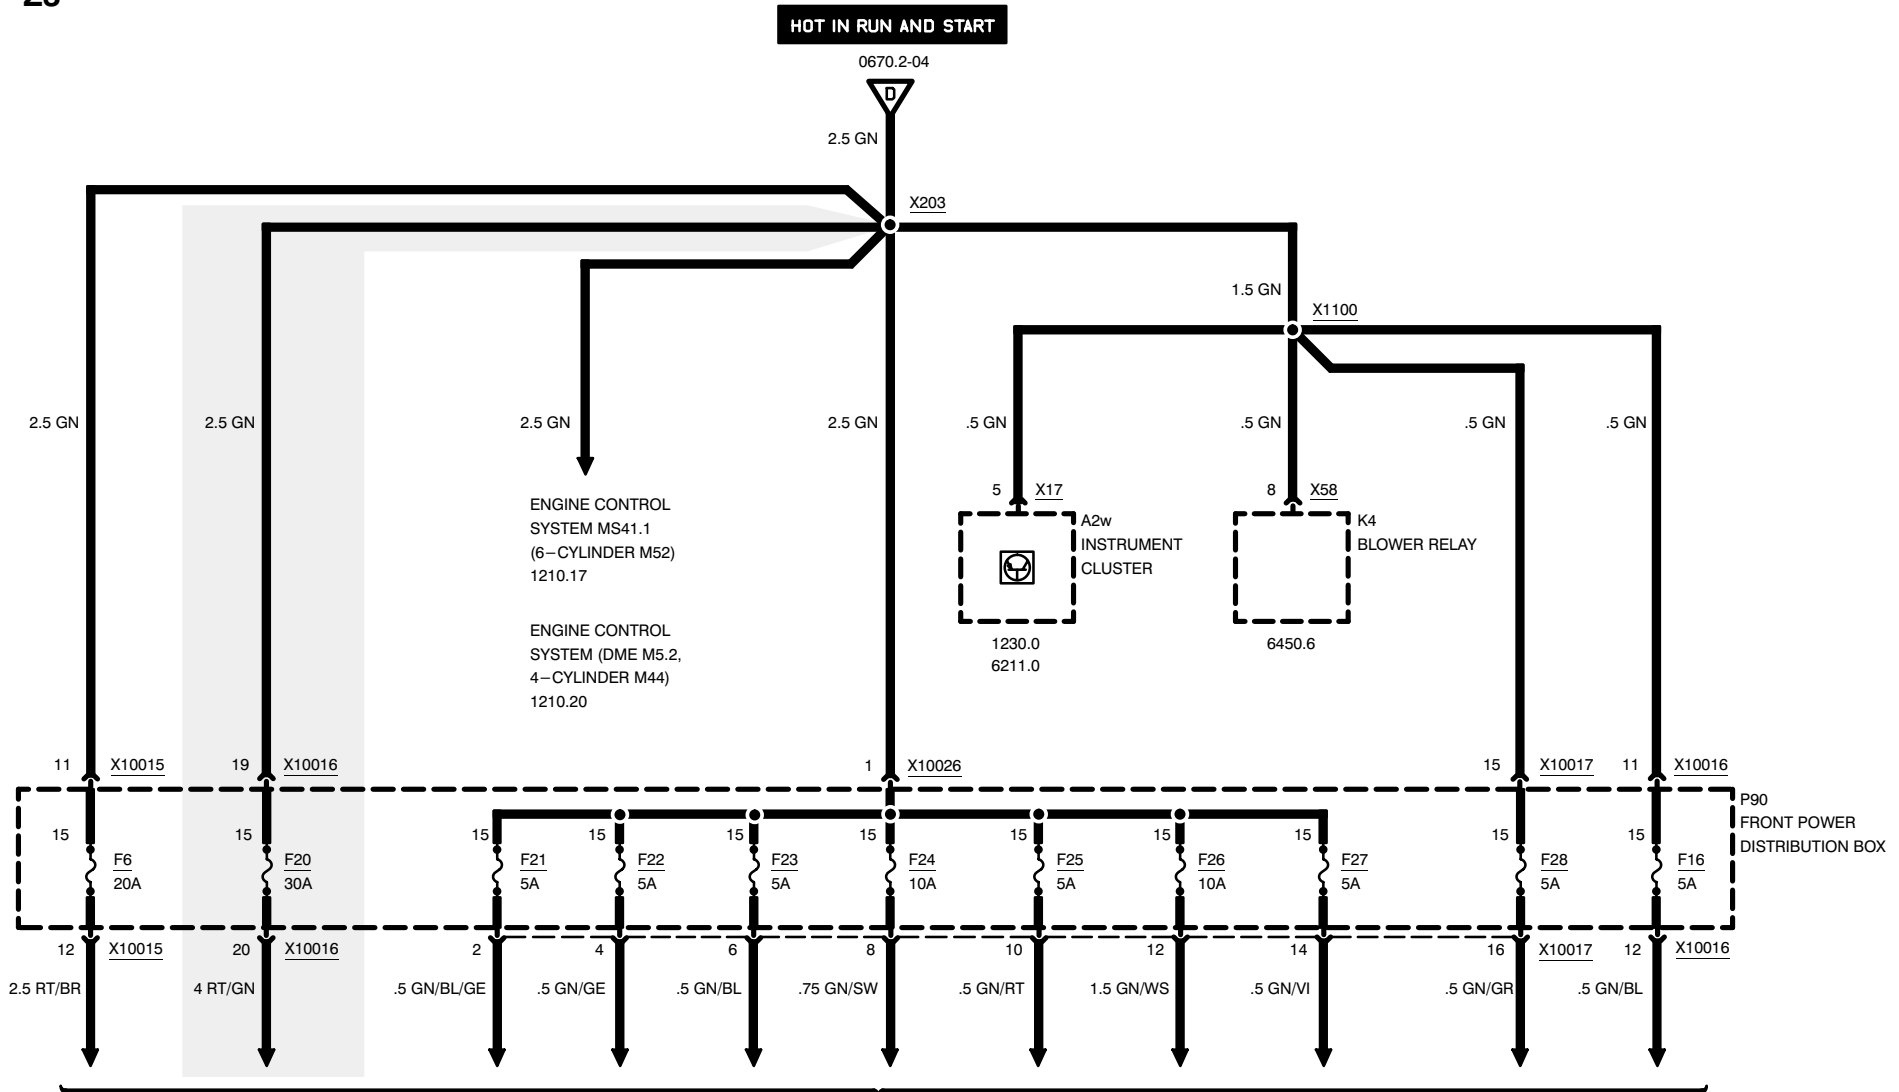 HOT IN RUN AND START
0670.2-04
D
2.5 GN
X203
1.5 GN
X1100
2.5 GN
2.5 GN
2.5 GN
2.5 GN
.5 GN
.5 GN
.5 GN
.5 GN
5
X17
8
X58
ENGINE CONTROL
SYSTEM MS41.1
(6–CYLINDER M52)
1210.17
A2w
INSTRUMENT
CLUSTER
K4
BLOWER RELAY
ENGINE CONTROL
SYSTEM (DME M5.2,
4–CYLINDER M44)
1210.20
1230.0
6211.0
6450.6
11
X10015
19
X10016
1
X10026
15
X10017
11
X10016
P90
FRONT POWER
DISTRIBUTION BOX
15
15
15
15
15
15
15
15
15
15
15
F6
20A
F20
30A
F21
5A
F22
5A
F23
5A
F24
10A
F25
5A
F26
10A
F27
5A
F28
5A
F16
5A
12
X10015
20
X10016
2
4
6
8
10
12
14
16
X10017
12
X10016
2.5 RT/BR
4 RT/GN
.5 GN/BL/GE
.5 GN/GE
.5 GN/BL
.75 GN/SW
.5 GN/RT
1.5 GN/WS
.5 GN/VI
.5 GN/GR
.5 GN/BL